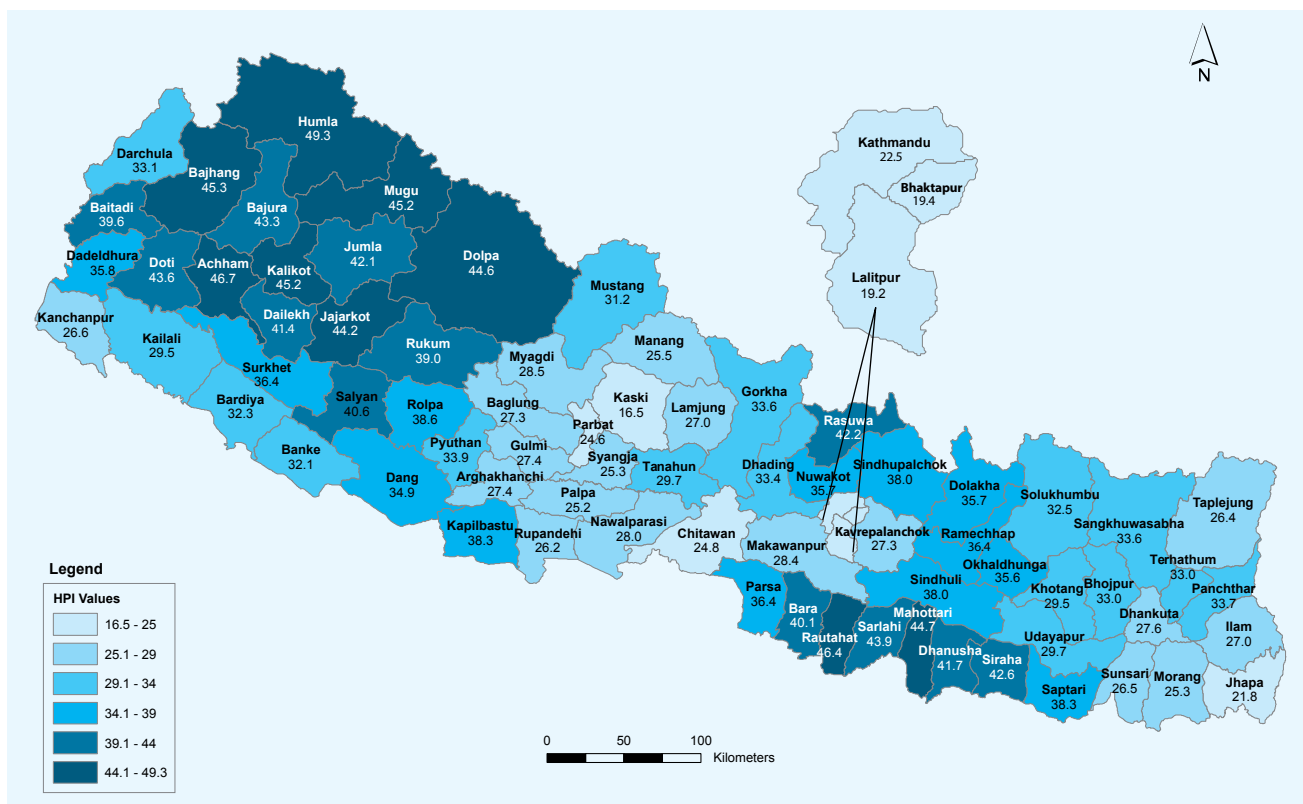 N
Humla
49.3
Darchula
33.1
Bajhang
45.3
Mugu
45.2
Baitadi
39.6
Bajura
43.3
Jumla
42.1
Dolpa
44.6
Dadeldhura
35.8
Doti
43.6
Achham
46.7
Kalikot
45.2
Kanchanpur
26.6
Dailekh
41.4
Jajarkot
44.2
Kailali
29.5
Rukum
39.0
Surkhet
36.4
Bardiya
32.3
Salyan
40.6
Rolpa
38.6
Banke
32.1
Pyuthan
33.9
Dang
34.9
Kathmandu
22.5
Bhaktapur
19.4
Lalitpur
19.2
Mustang
31.2
Manang
25.5
Myagdi
28.5
Kaski
16.5
Lamjung
27.0
Gorkha
33.6
Baglung
27.3
Parbat
24.6
Gulmi
27.4
Syangja
25.3
Tanahun
29.7
Arghakhanchi
27.4
Palpa
25.2
Kapilbastu
38.3
Rupandehi
26.2
Nawalparasi
28.0
Chitawan
24.8
Dhading
33.4
Rasuwa
42.2
Nuwakot
35.7
Sindhupalchok
38.0
Dolakha
35.7
Kavrepalanchok
27.3
Makawanpur
28.4
Ramechhap
36.4
Solukhumbu
32.5
Sangkhuwasabha
33.6
Taplejung
26.4
Okhaldhunga
35.6
Sindhuli
38.0
Khotang
29.5
Bhojpur
33.0
Terhathum
33.0
Panchthar
33.7
Dhankuta
27.6
Ilam
27.0
Parsa
36.4
Bara
40.1
Rautahat
46.4
Sarlahi
43.9
Mahottari
44.7
Dhanusha
41.7
Siraha
42.6
Udayapur
29.7
Saptari
38.3
Sunsari
26.5
Morang
25.3
Jhapa
21.8
Legend
HPI Values
16.5 - 25
25.1 - 29
29.1 - 34
34.1 - 39
39.1 - 44
44.1 - 49.3
0 50 100
Kilometers